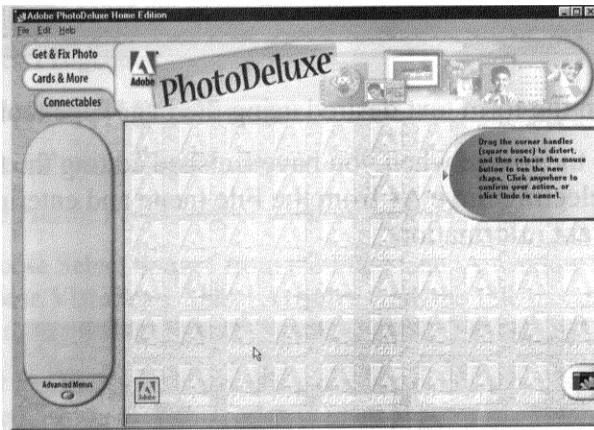 Adobe PhotoDeluxe Home Edition
File Edit Help
Get & Fix Photo
Cards & More
Connectables
Adobe
PhotoDeluxe™
Drag the corner handles
(square boxes) to distort,
and then release the mouse
button to see the new
shape. Click anywhere to
confirm your action, or
click Undo to cancel.
Advanced Menus
Adobe